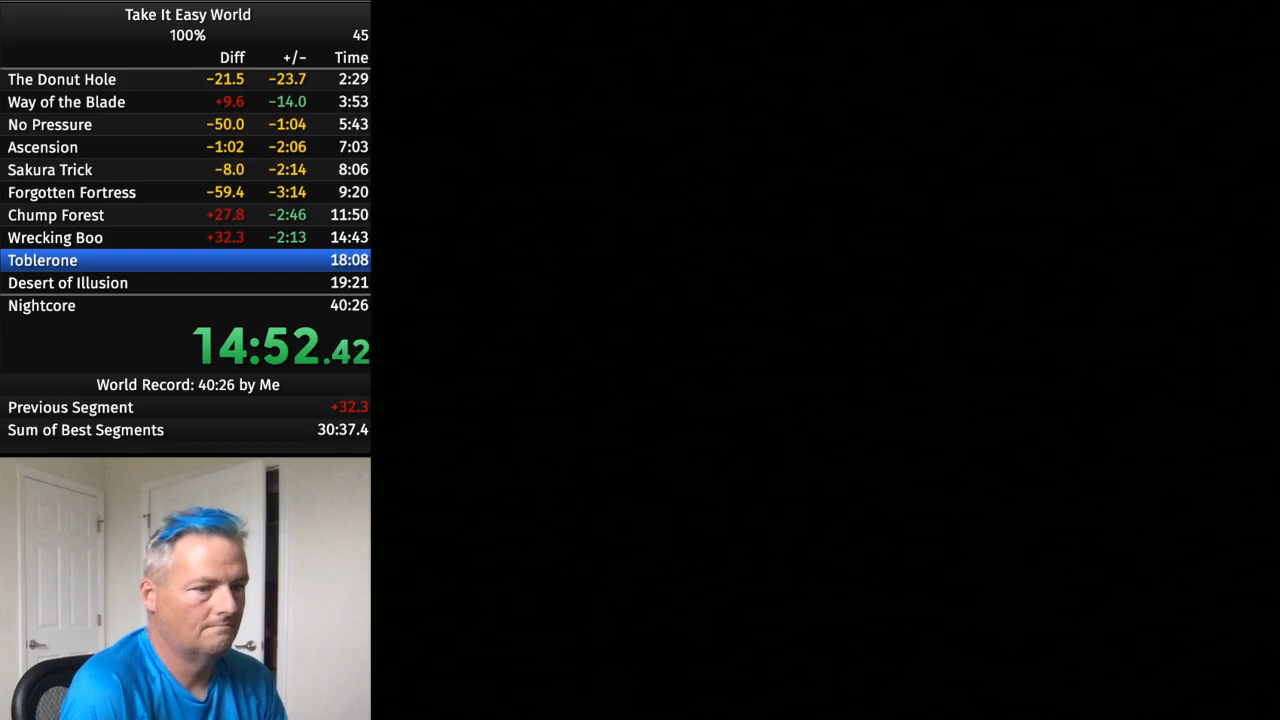 Take It Easy World
100% 45
Diff +/− Time
The Donut Hole −21.5 −23.7 2:29
Way of the Blade +9.6 −14.0 3:53
No Pressure −50.0 −1:04 5:43
Ascension −1:02 −2:06 7:03
Sakura Trick −8.0 −2:14 8:06
Forgotten Fortress −59.4 −3:14 9:20
Chump Forest +27.8 −2:46 11:50
Wrecking Boo +32.3 −2:13 14:43
Toblerone 18:08
Desert of Illusion 19:21
Nightcore 40:26
14:52.42
World Record: 40:26 by Me
Previous Segment +32.3
Sum of Best Segments 30:37.4